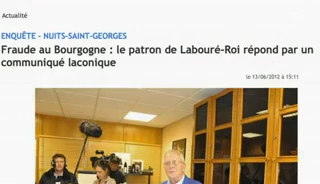 Actualité
ENQUÊTE - NUITS-SAINT-GEORGES
Fraude au Bourgogne : le patron de Labouré-Roi répond par un
communiqué laconique
le 13/06/2012 à 15:11